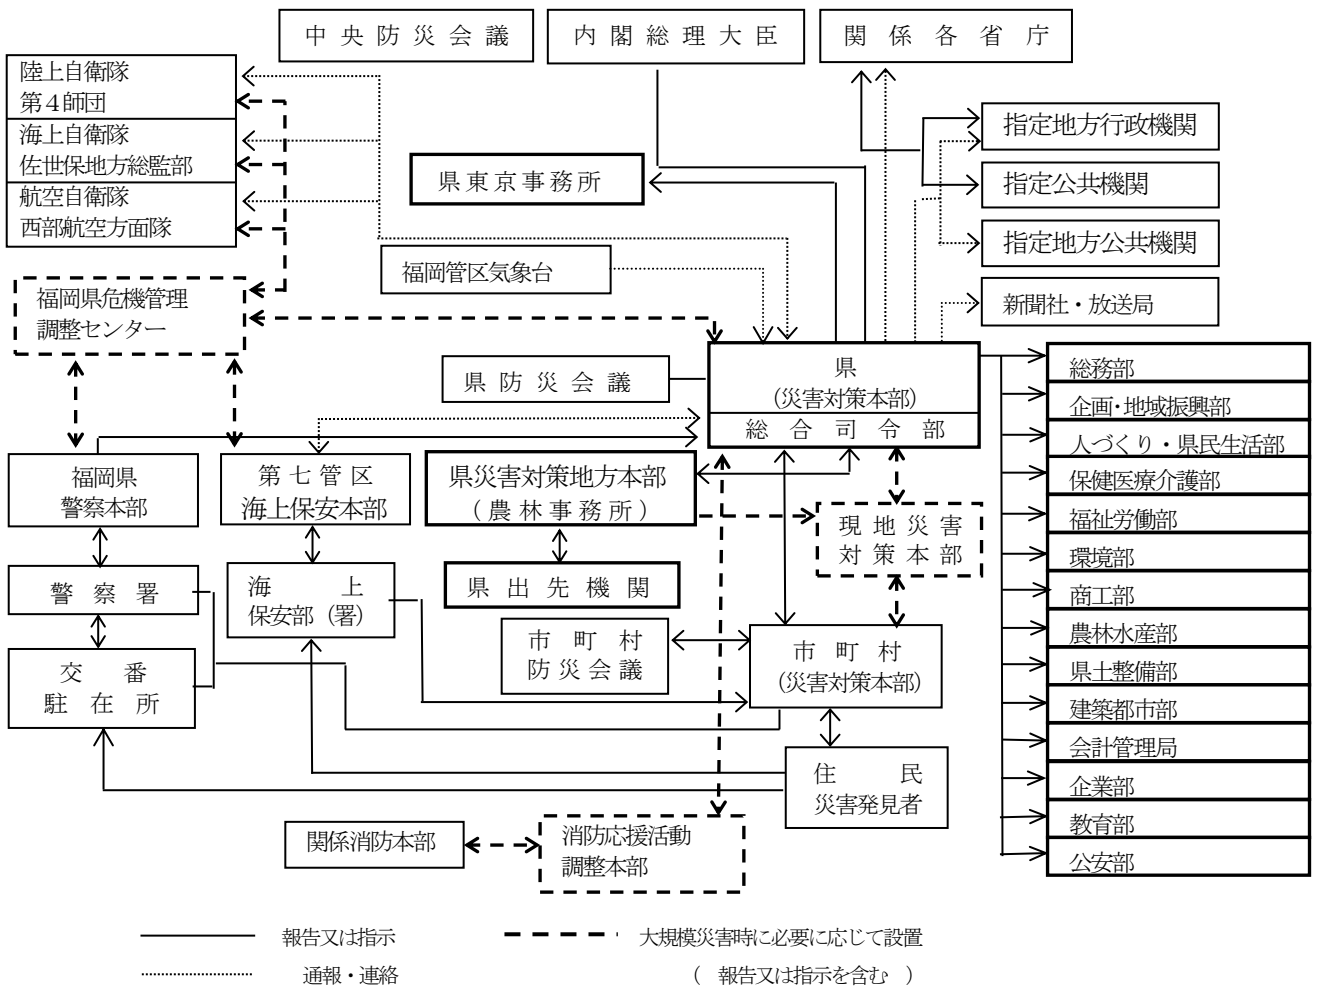 中央防災会議
内閣総理大臣
関係各省庁
陸上自衛隊
第４師団
海上自衛隊
佐世保地方総監部
航空自衛隊
西部航空方面隊
県東京事務所
指定地方行政機関
指定公共機関
指定地方公共機関
新聞社・放送局
福岡管区気象台
福岡県危機管理
調整センター
県防災会議
県
(災害対策本部)
総合司令部
福岡県
警察本部
第七管区
海上保安本部
県災害対策地方本部
（農林事務所）
現地災害
対策本部
警察署
海上
保安部（署）
県出先機関
交番
駐在所
市町村
防災会議
市町村
(災害対策本部)
住民
災害発見者
関係消防本部
消防応援活動
調整本部
総務部
企画・地域振興部
人づくり・県民生活部
保健医療介護部
福祉労働部
環境部
商工部
農林水産部
県土整備部
建築都市部
会計管理局
企業部
教育部
公安部
報告又は指示
大規模災害時に必要に応じて設置
通報・連絡
（　報告又は指示を含む　）